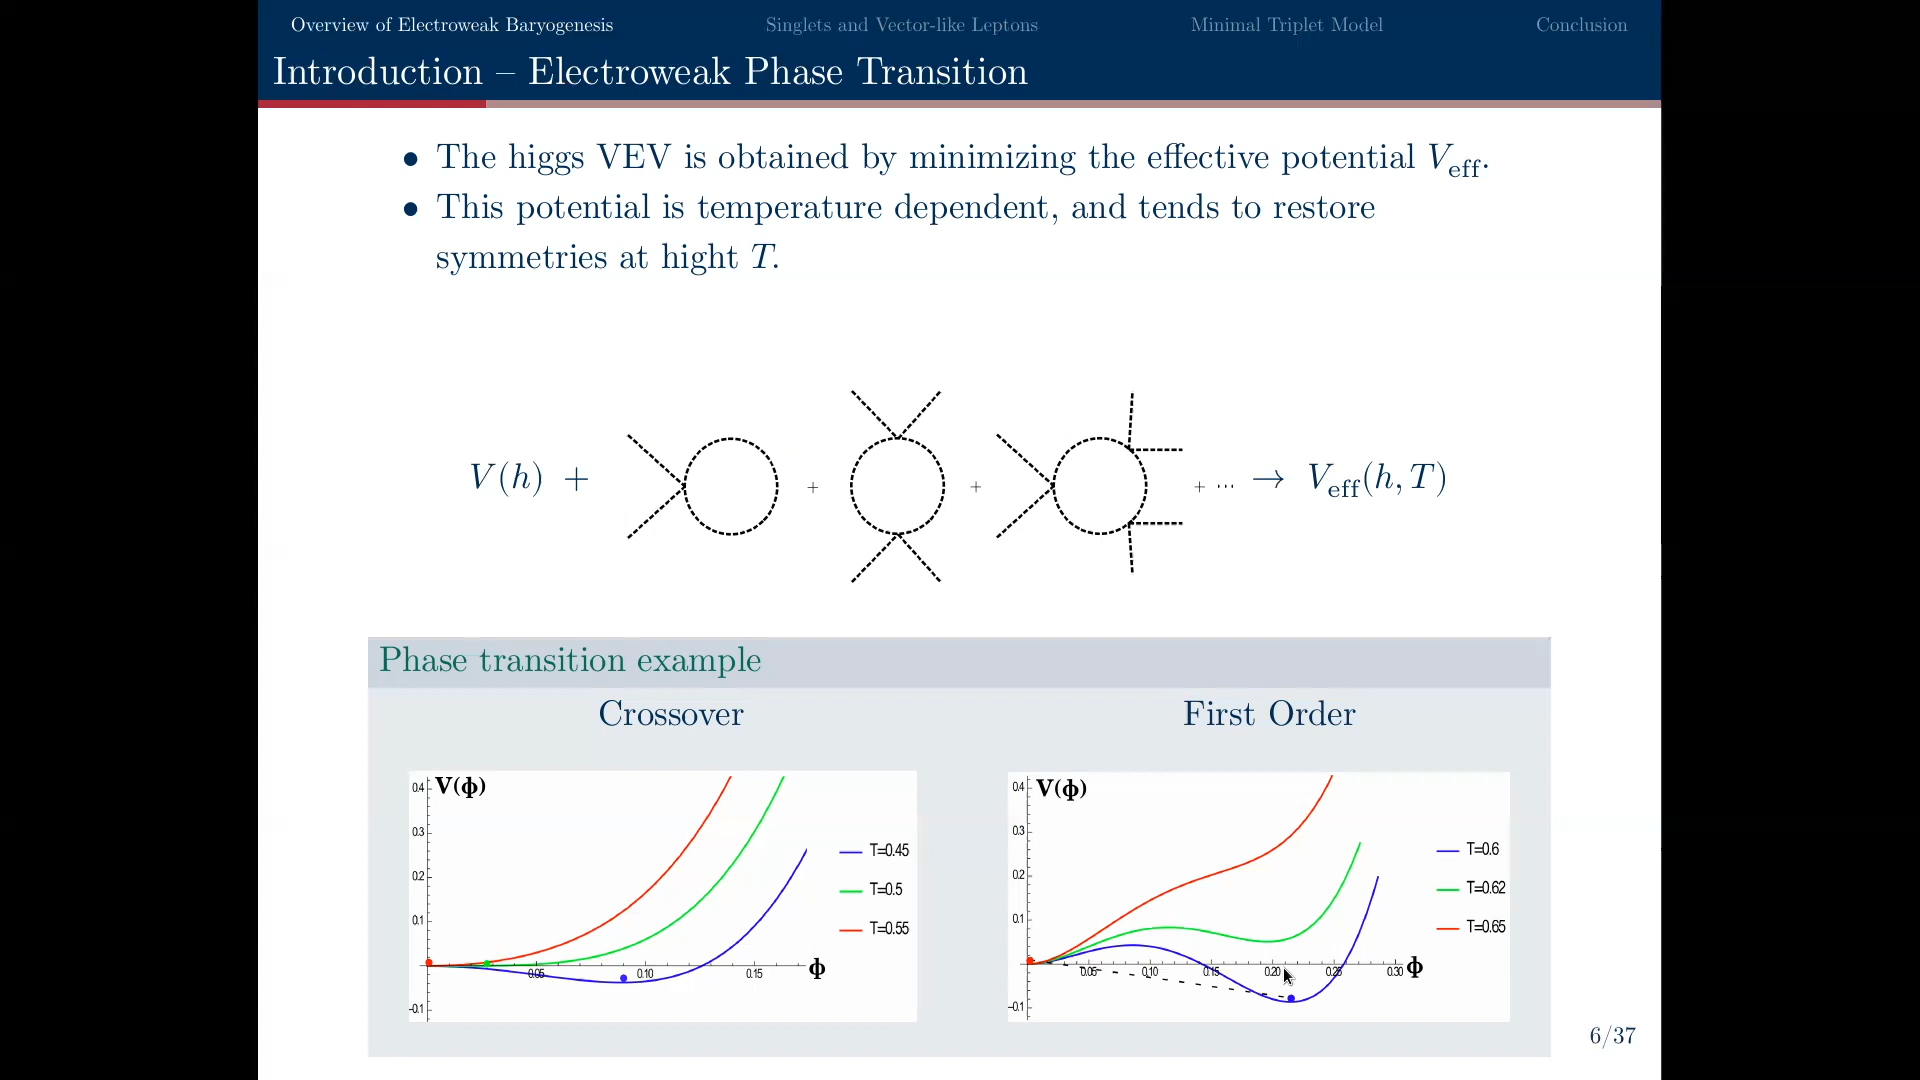 Overview of Electroweak Baryogenesis Singlets and Vector-like Leptons Minimal Triplet Model Conclusion
Introduction – Electroweak Phase Transition
• The higgs VEV is obtained by minimizing the effective potential V_eff.
• This potential is temperature dependent, and tends to restore
symmetries at hight T.
V(h) + + + + ··· → V_eff(h, T)
Phase transition example
Crossover First Order
V(ϕ)
0.4
0.3
0.2
0.1
-0.1
0.05 0.10 0.15 ϕ
T=0.45
T=0.5
T=0.55
V(ϕ)
0.4
0.3
0.2
0.1
-0.1
0.05 0.10 0.15 0.20 0.25 0.30 ϕ
T=0.6
T=0.62
T=0.65
6/37